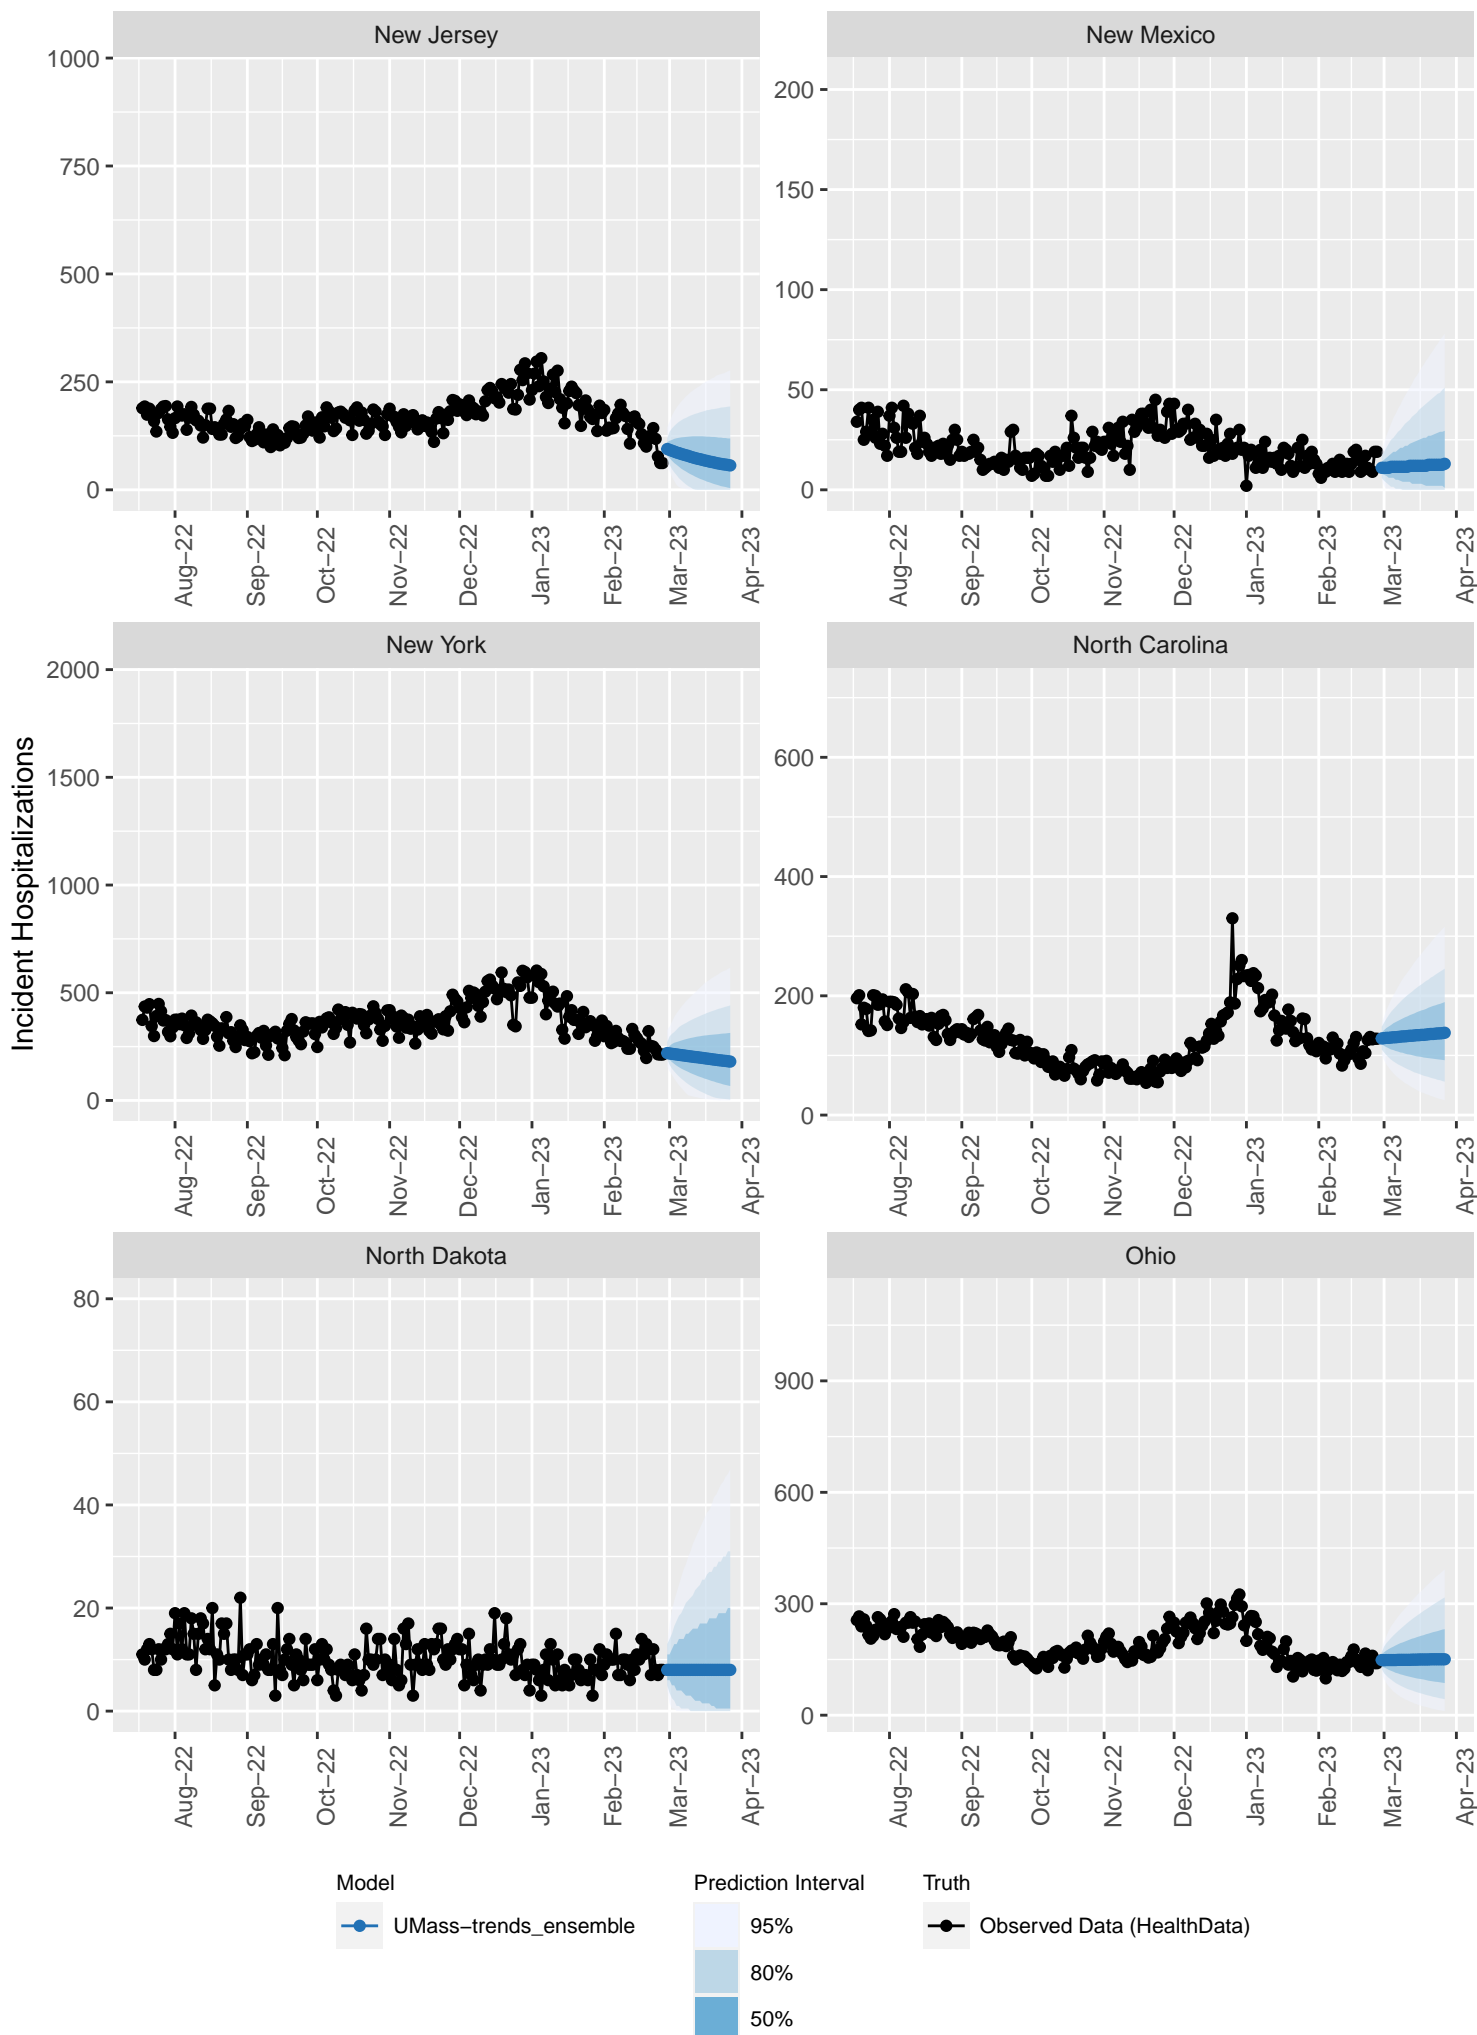 New Jersey
New Mexico
1000
750
500
250
0
200
150
100
50
0
Aug−22
Sep−22
Oct−22
Nov−22
Dec−22
Jan−23
Feb−23
Mar−23
Apr−23
Aug−22
Sep−22
Oct−22
Nov−22
Dec−22
Jan−23
Feb−23
Mar−23
Apr−23
Incident Hospitalizations
New York
North Carolina
2000
1500
1000
500
0
600
400
200
0
Aug−22
Sep−22
Oct−22
Nov−22
Dec−22
Jan−23
Feb−23
Mar−23
Apr−23
Aug−22
Sep−22
Oct−22
Nov−22
Dec−22
Jan−23
Feb−23
Mar−23
Apr−23
North Dakota
Ohio
80
60
40
20
0
900
600
300
0
Aug−22
Sep−22
Oct−22
Nov−22
Dec−22
Jan−23
Feb−23
Mar−23
Apr−23
Aug−22
Sep−22
Oct−22
Nov−22
Dec−22
Jan−23
Feb−23
Mar−23
Apr−23
Model
UMass−trends_ensemble
Prediction Interval
95%
80%
50%
Truth
Observed Data (HealthData)